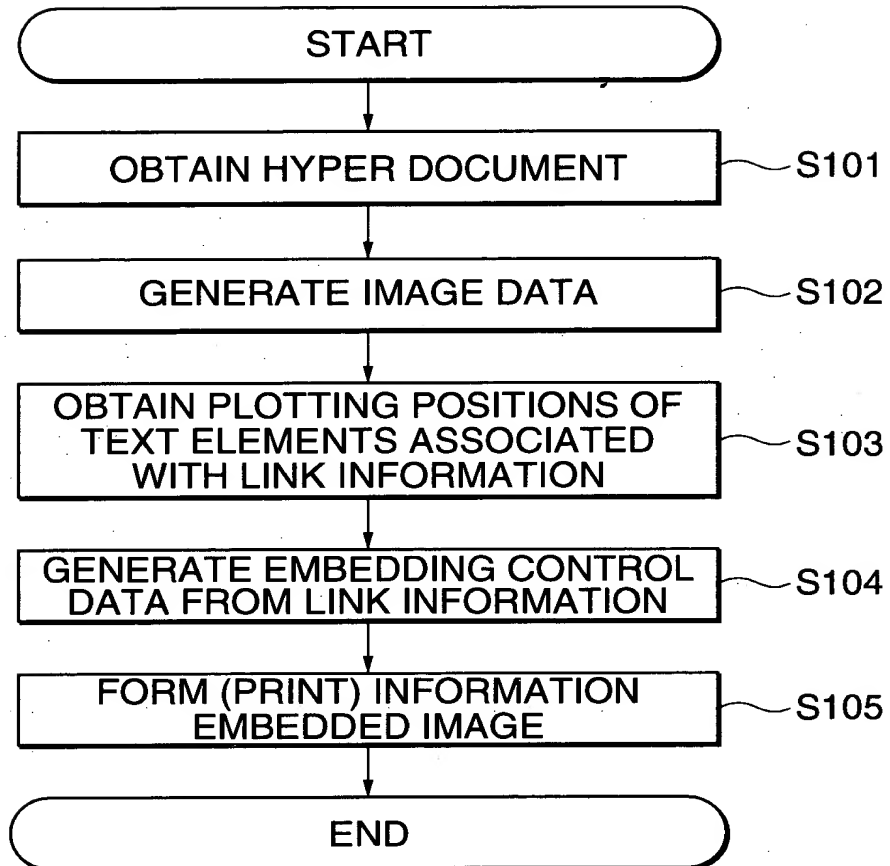 START
OBTAIN HYPER DOCUMENT
S101
GENERATE IMAGE DATA
S102
OBTAIN PLOTTING POSITIONS OF
TEXT ELEMENTS ASSOCIATED
WITH LINK INFORMATION
S103
GENERATE EMBEDDING CONTROL
DATA FROM LINK INFORMATION
S104
FORM (PRINT) INFORMATION
EMBEDDED IMAGE
S105
END